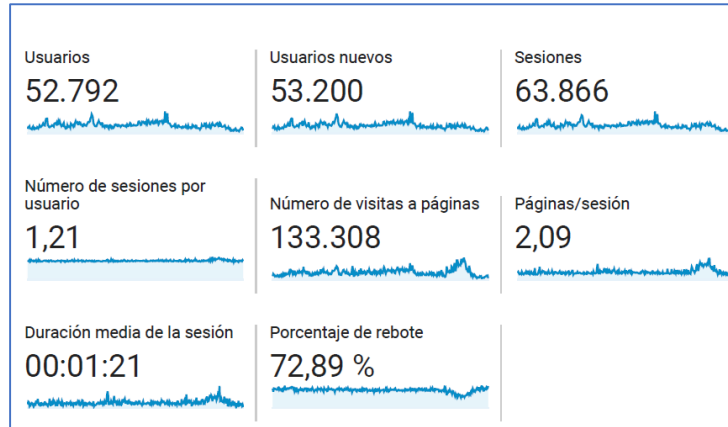 Usuarios
52.792
Usuarios nuevos
53.200
Sesiones
63.866
Número de sesiones por
usuario
1,21
Número de visitas a páginas
133.308
Páginas/sesión
2,09
Duración media de la sesión
00:01:21
Porcentaje de rebote
72,89 %